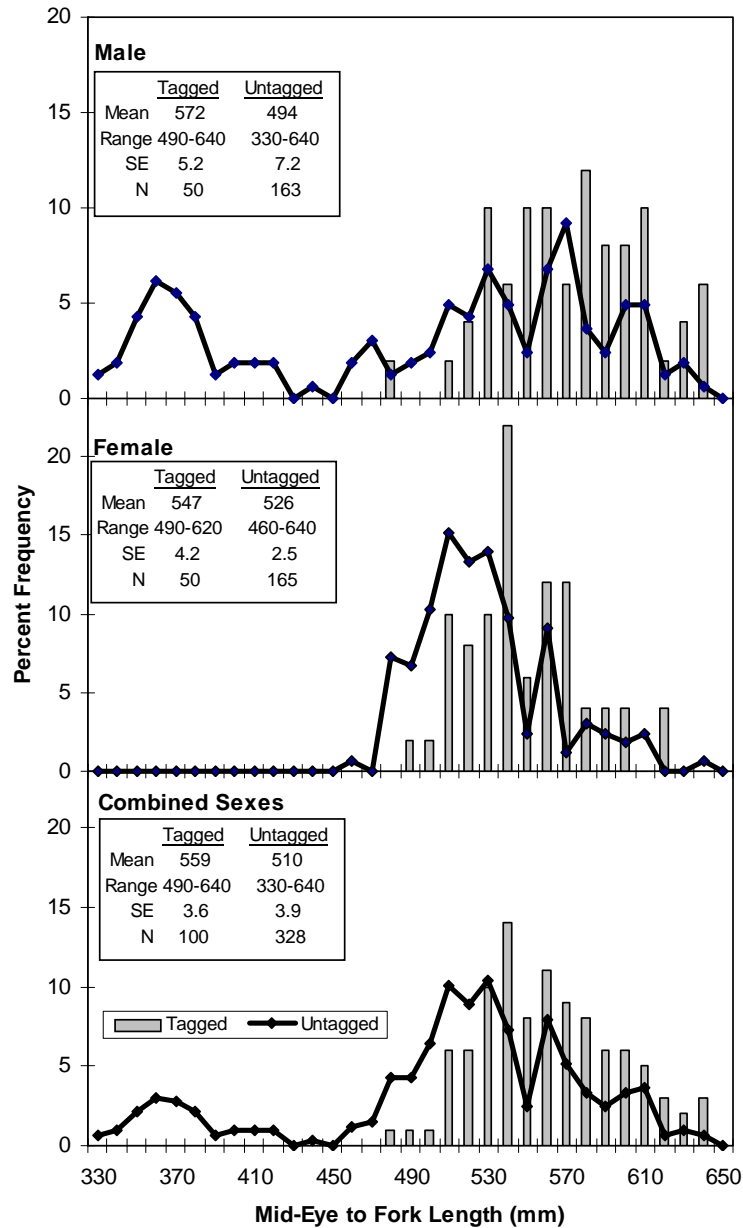 20
Male
Tagged Untagged
Mean 572 494
Range 490-640 330-640
SE 5.2 7.2
N 50 163
15
10
5
0
Female
20
Tagged Untagged
Mean 547 526
Range 490-620 460-640
SE 4.2 2.5
N 50 165
15
10
5
0
Percent Frequency
Combined Sexes
20
Tagged Untagged
Mean 559 510
Range 490-640 330-640
SE 3.6 3.9
N 100 328
15
10
Tagged Untagged
5
0
330 370 410 450 490 530 570 610 650
Mid-Eye to Fork Length (mm)